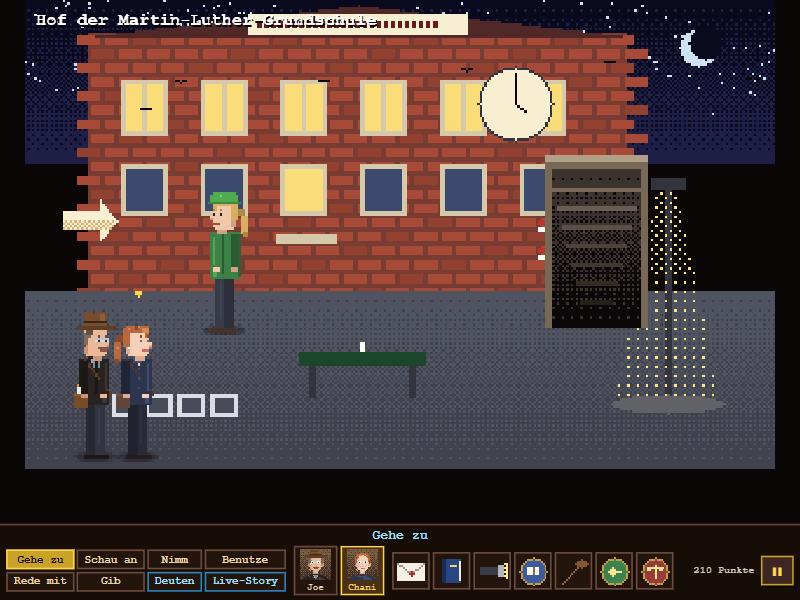 Hof der Martin-Luther-Grundschule
Gehe zu
Gehe zu
Schau an
Nimm
Benutze
Rede mit
Gib
Deuten
Live-Story
Joe
Chani
210 Punkte